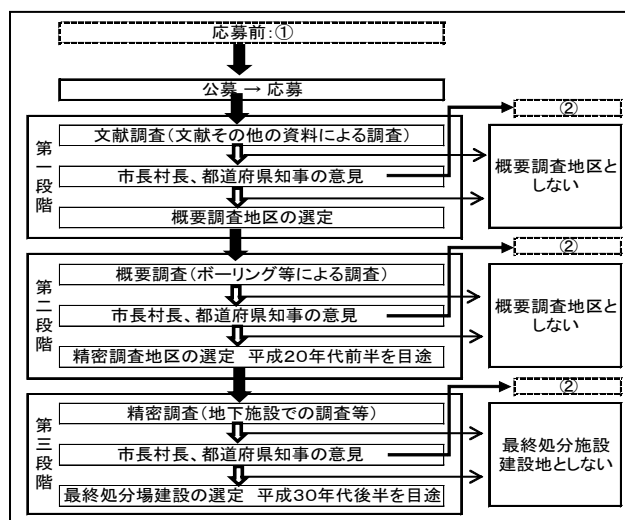 応募前:①
公募 → 応募
②
第一段階
文献調査(文献その他の資料による調査)
市長村長、都道府県知事の意見
概要調査地区の選定
概要調査地区と
しない
②
第二段階
概要調査(ボーリング等による調査)
市長村長、都道府県知事の意見
精密調査地区の選定 平成20年代前半を目途
概要調査地区と
しない
②
第三段階
精密調査(地下施設での調査等)
市長村長、都道府県知事の意見
最終処分場建設の選定 平成30年代後半を目途
最終処分施設
建設地としない